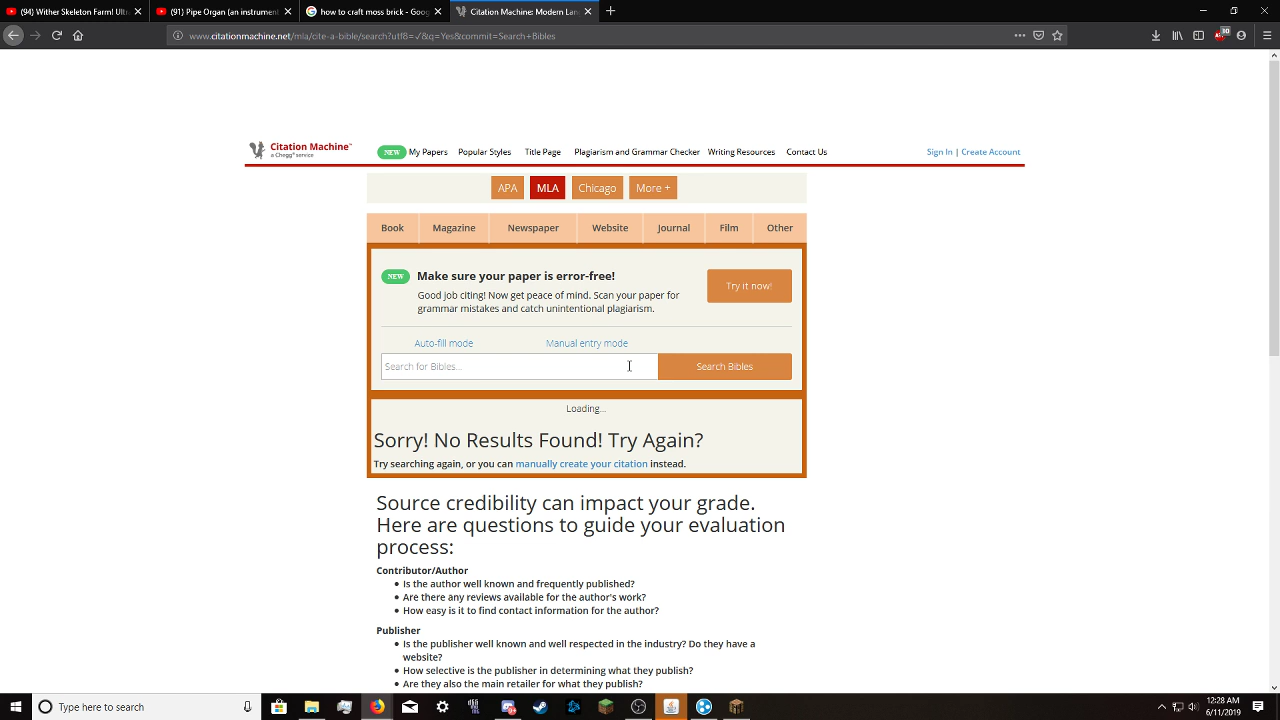 (94) Wither Skeleton Farm! Ultr
(91) Pipe Organ (an instrument
how to craft moss brick - Goog
Citation Machine: Modern Lan
www.citationmachine.net/mla/cite-a-bible/search?utf8=✓&q=Yes&commit=Search+Bibles
30
Citation Machine™
a Chegg service
NEW My Papers Popular Styles Title Page Plagiarism and Grammar Checker Writing Resources Contact Us
Sign In | Create Account
APA MLA Chicago More +
Book Magazine Newspaper Website Journal Film Other
NEW Make sure your paper is error-free!
Good job citing! Now get peace of mind. Scan your paper for
grammar mistakes and catch unintentional plagiarism.
Try it now!
Auto-fill mode Manual entry mode
Search for Bibles... Search Bibles
Loading...
Sorry! No Results Found! Try Again?
Try searching again, or you can manually create your citation instead.
Source credibility can impact your grade.
Here are questions to guide your evaluation
process:
Contributor/Author
• Is the author well known and frequently published?
• Are there any reviews available for the author's work?
• How easy is it to find contact information for the author?
Publisher
• Is the publisher well known and well respected in the industry? Do they have a
website?
• How selective is the publisher in determining what they publish?
• Are they also the main retailer for what they publish?
Type here to search
12:28 AM
6/11/2019